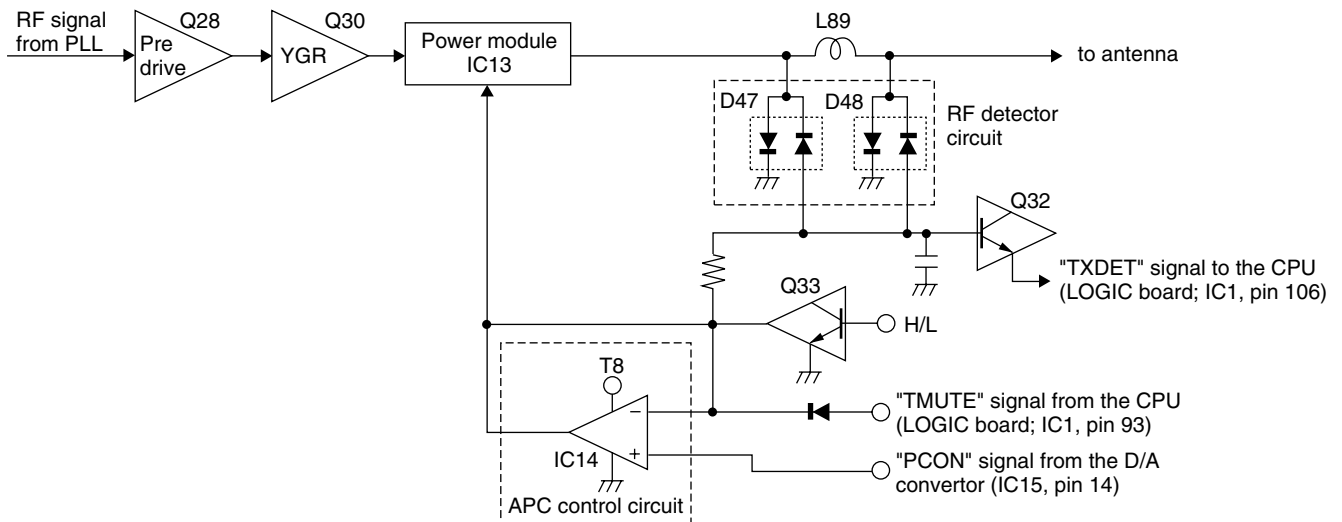 RF signal
from PLL
Q28
Pre
drive
Q30
YGR
Power module
IC13
L89
to antenna
D47
D48
RF detector
circuit
Q32
"TXDET" signal to the CPU
(LOGIC board; IC1, pin 106)
Q33
H/L
T8
–
+
IC14
APC control circuit
"TMUTE" signal from the CPU
(LOGIC board; IC1, pin 93)
"PCON" signal from the D/A
convertor (IC15, pin 14)